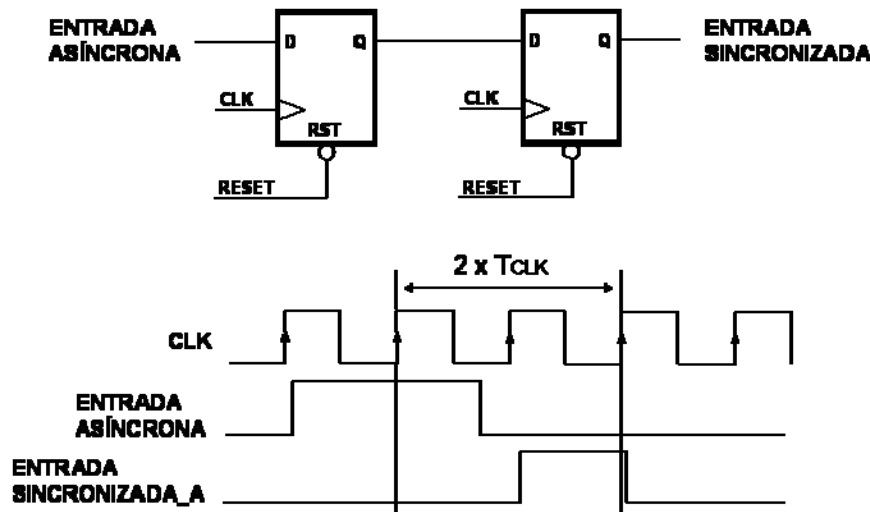 ENTRADA
ASÍNCRONA
D
Q
D
Q
ENTRADA
SINCRONIZADA
CLK
CLK
RST
RST
RESET
RESET
2 x TCLK
CLK
ENTRADA
ASÍNCRONA
ENTRADA
SINCRONIZADA_A